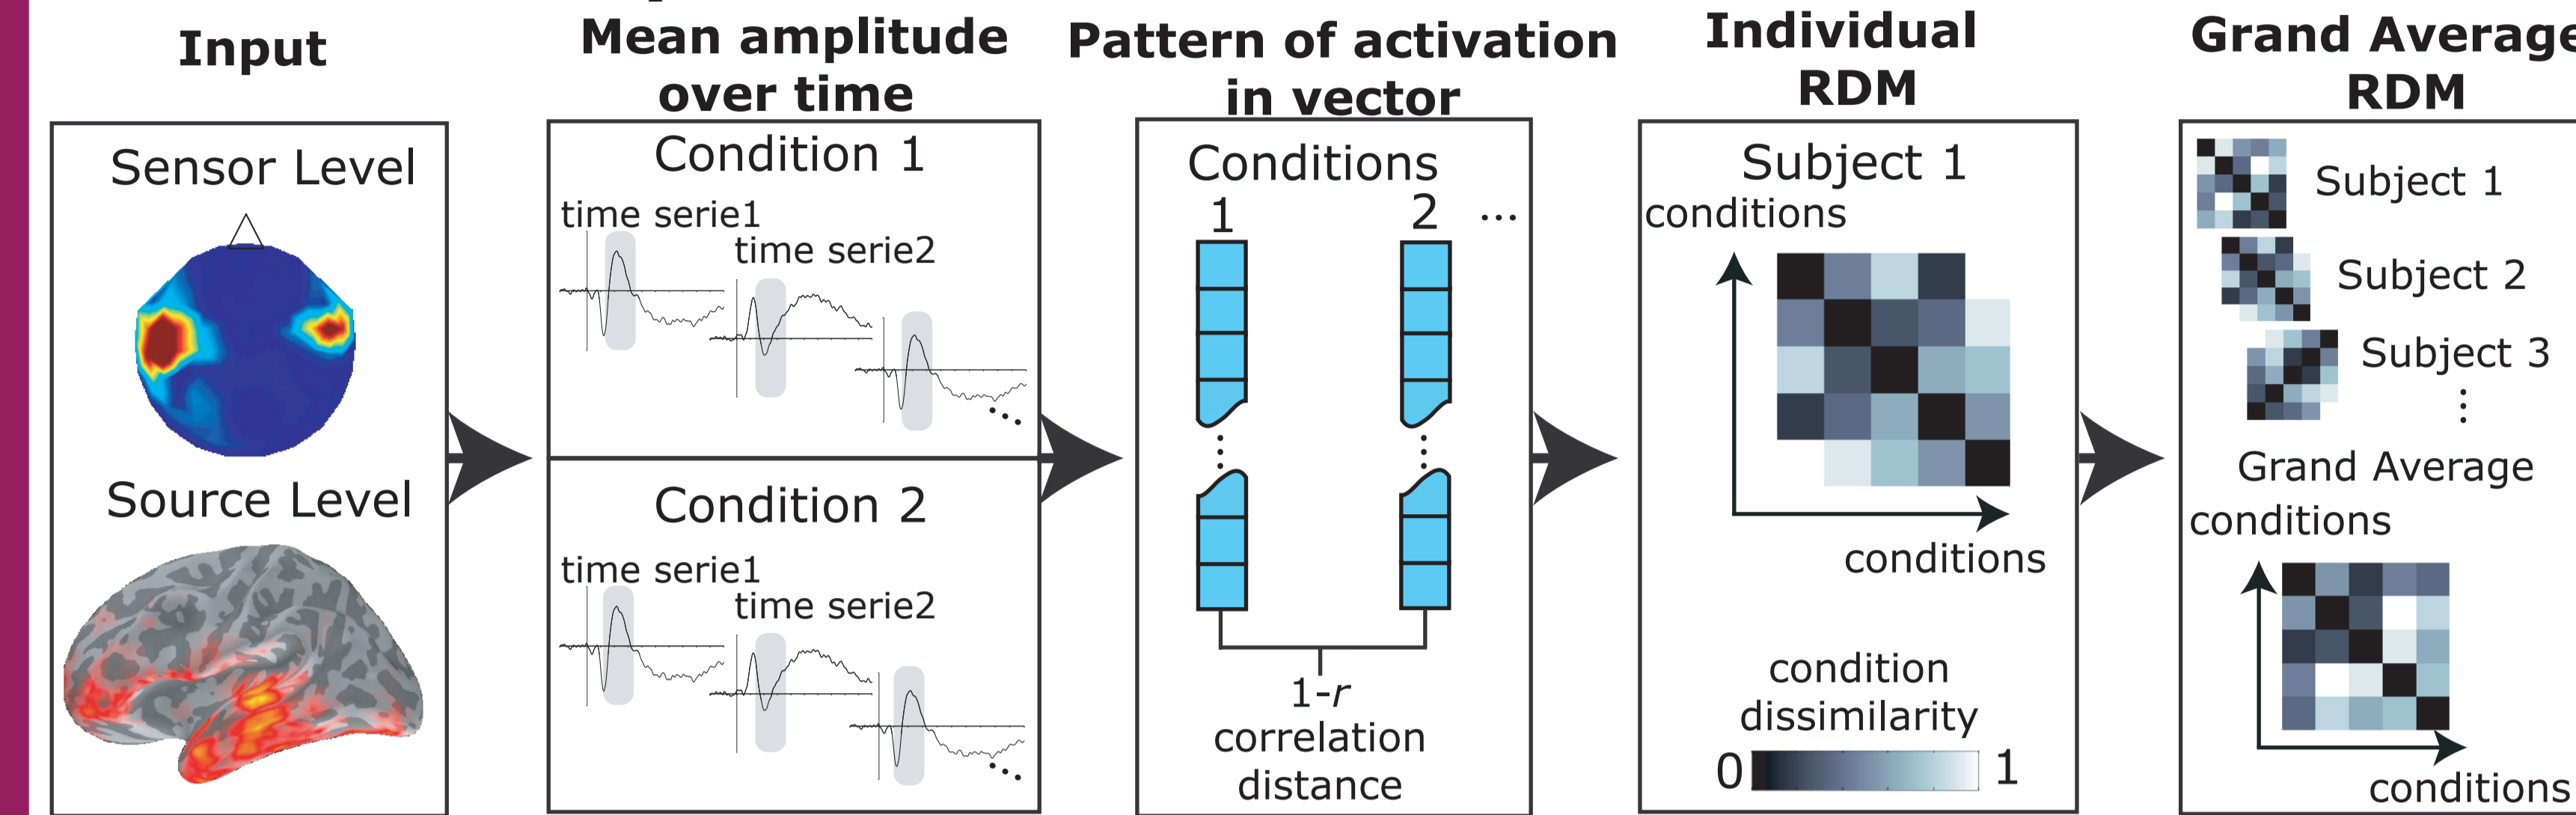 Input
Sensor Level
Source Level
Mean amplitude
over time
Condition 1
time serie1
time serie2
Condition 2
time serie1
time serie2
Pattern of activation
in vector
Conditions
1 2 ...
1-r
correlation
distance
Individual
RDM
Subject 1
conditions
conditions
condition
dissimilarity
0 1
Grand Average
RDM
Subject 1
Subject 2
Subject 3
Grand Average
conditions
conditions